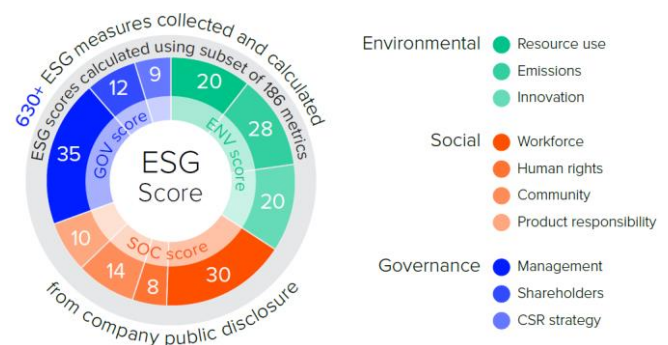 630+ ESG measures collected and calculated
ESG scores calculated using subset of 186 metrics
from company public disclosure
GOV score
ENV score
SOC score
ESG
Score
20
28
20
30
8
14
10
35
12
9
Environmental
Resource use
Emissions
Innovation
Social
Workforce
Human rights
Community
Product responsibility
Governance
Management
Shareholders
CSR strategy